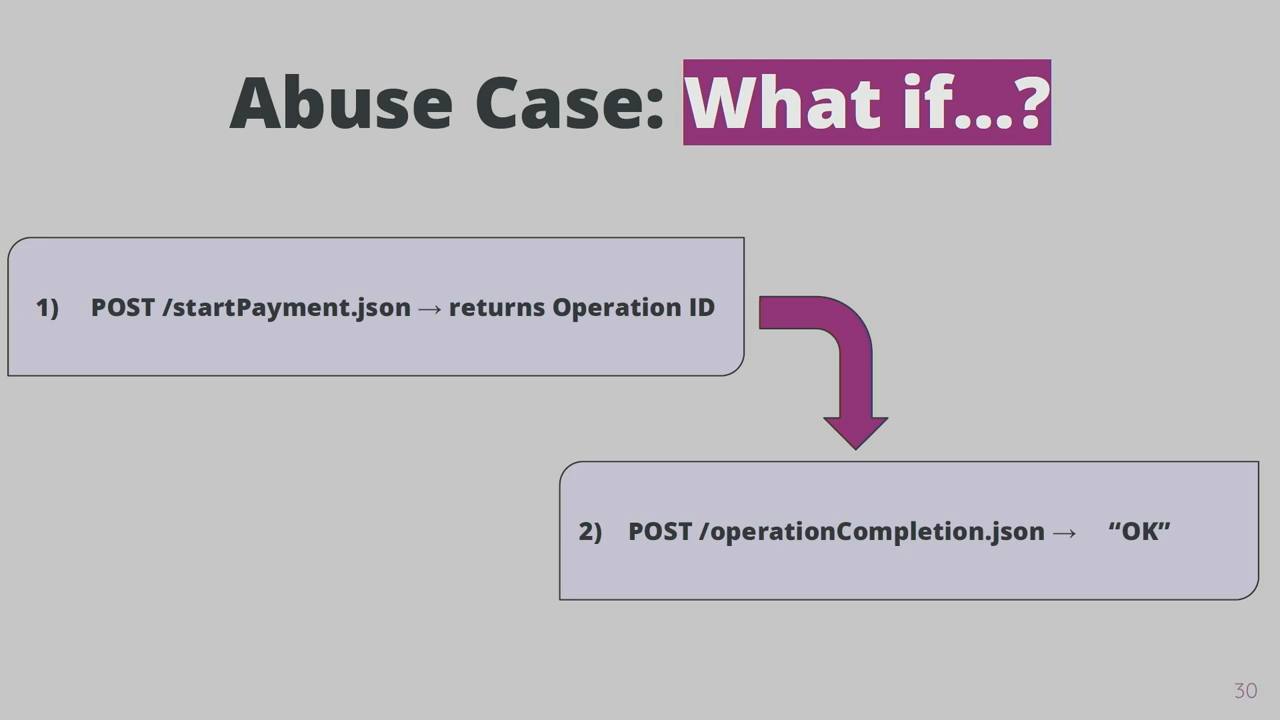 Abuse Case: What if...?
1) POST /startPayment.json → returns Operation ID
2) POST /operationCompletion.json → “OK”
30